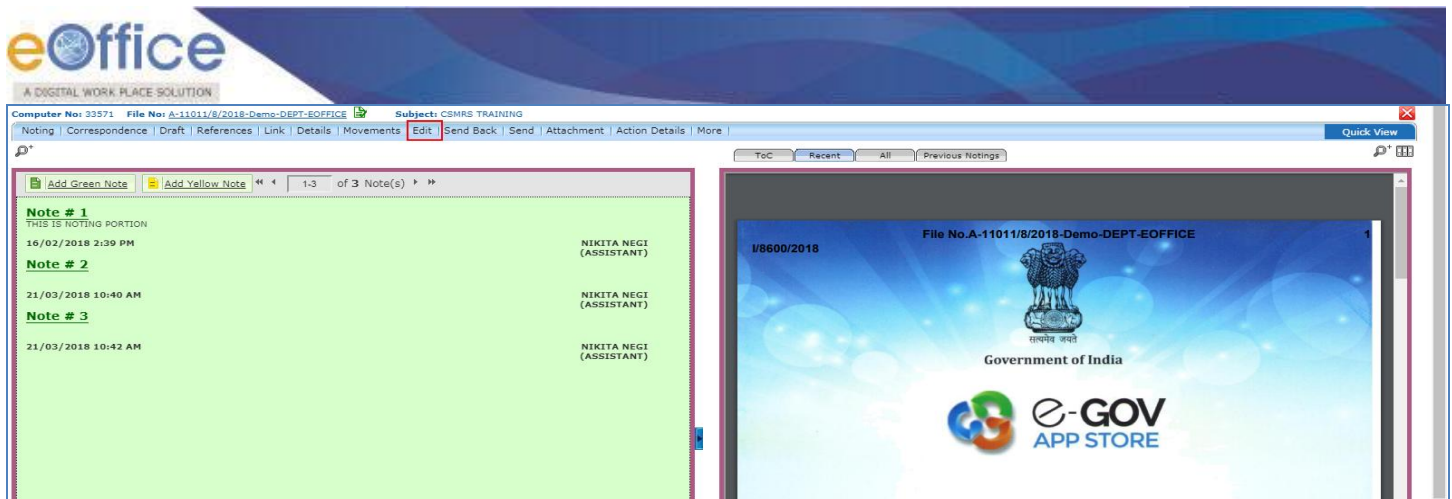 eOffice
A DIGITAL WORK PLACE SOLUTION
Computer No: 33571 File No: A-11011/8/2018-Demo-DEPT-EOFFICE Subject: CSMRS TRAINING
Noting | Correspondence | Draft | References | Link | Details | Movements | Edit | Send Back | Send | Attachment | Action Details | More |
Quick View
ToC Recent All Previous Notings
Add Green Note Add Yellow Note 1-3 of 3 Note(s)
Note # 1
THIS IS NOTING PORTION
16/02/2018 2:39 PM NIKITA NEGI
(ASSISTANT)
Note # 2
21/03/2018 10:40 AM NIKITA NEGI
(ASSISTANT)
Note # 3
21/03/2018 10:42 AM NIKITA NEGI
(ASSISTANT)
File No.A-11011/8/2018-Demo-DEPT-EOFFICE 1
I/8600/2018
सत्यमेव जयते
Government of India
e-GOV
APP STORE